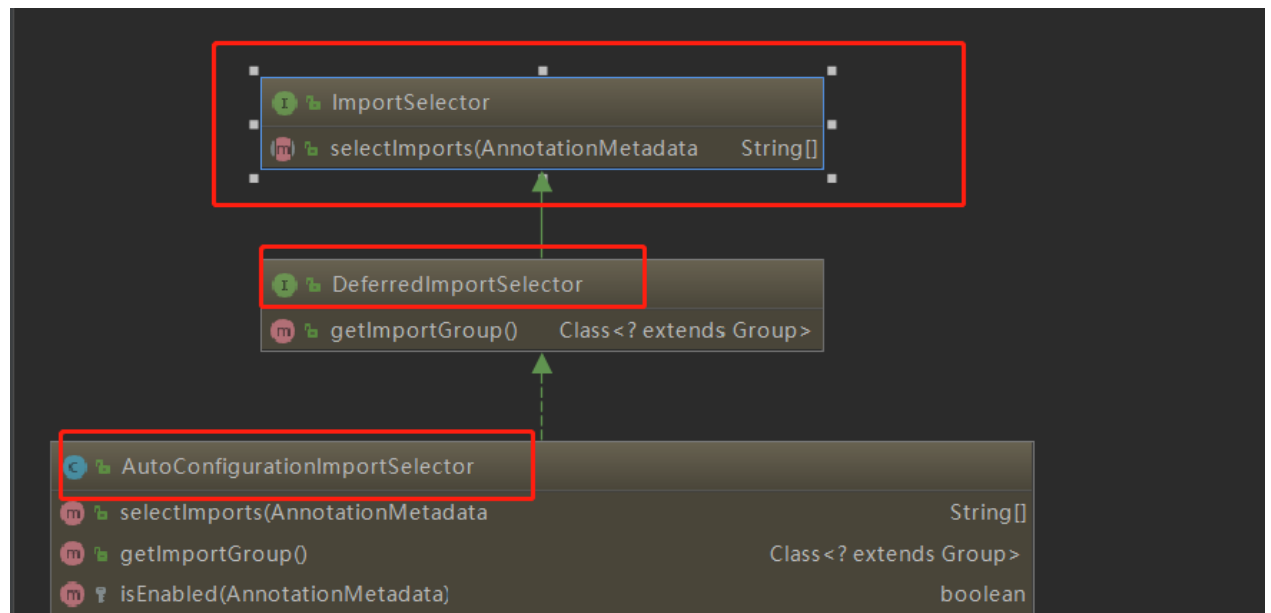 ImportSelector
selectImports(AnnotationMetadata String[]
DeferredImportSelector
getImportGroup() Class<? extends Group>
AutoConfigurationImportSelector
selectImports(AnnotationMetadata String[]
getImportGroup() Class<? extends Group>
isEnabled(AnnotationMetadata) boolean